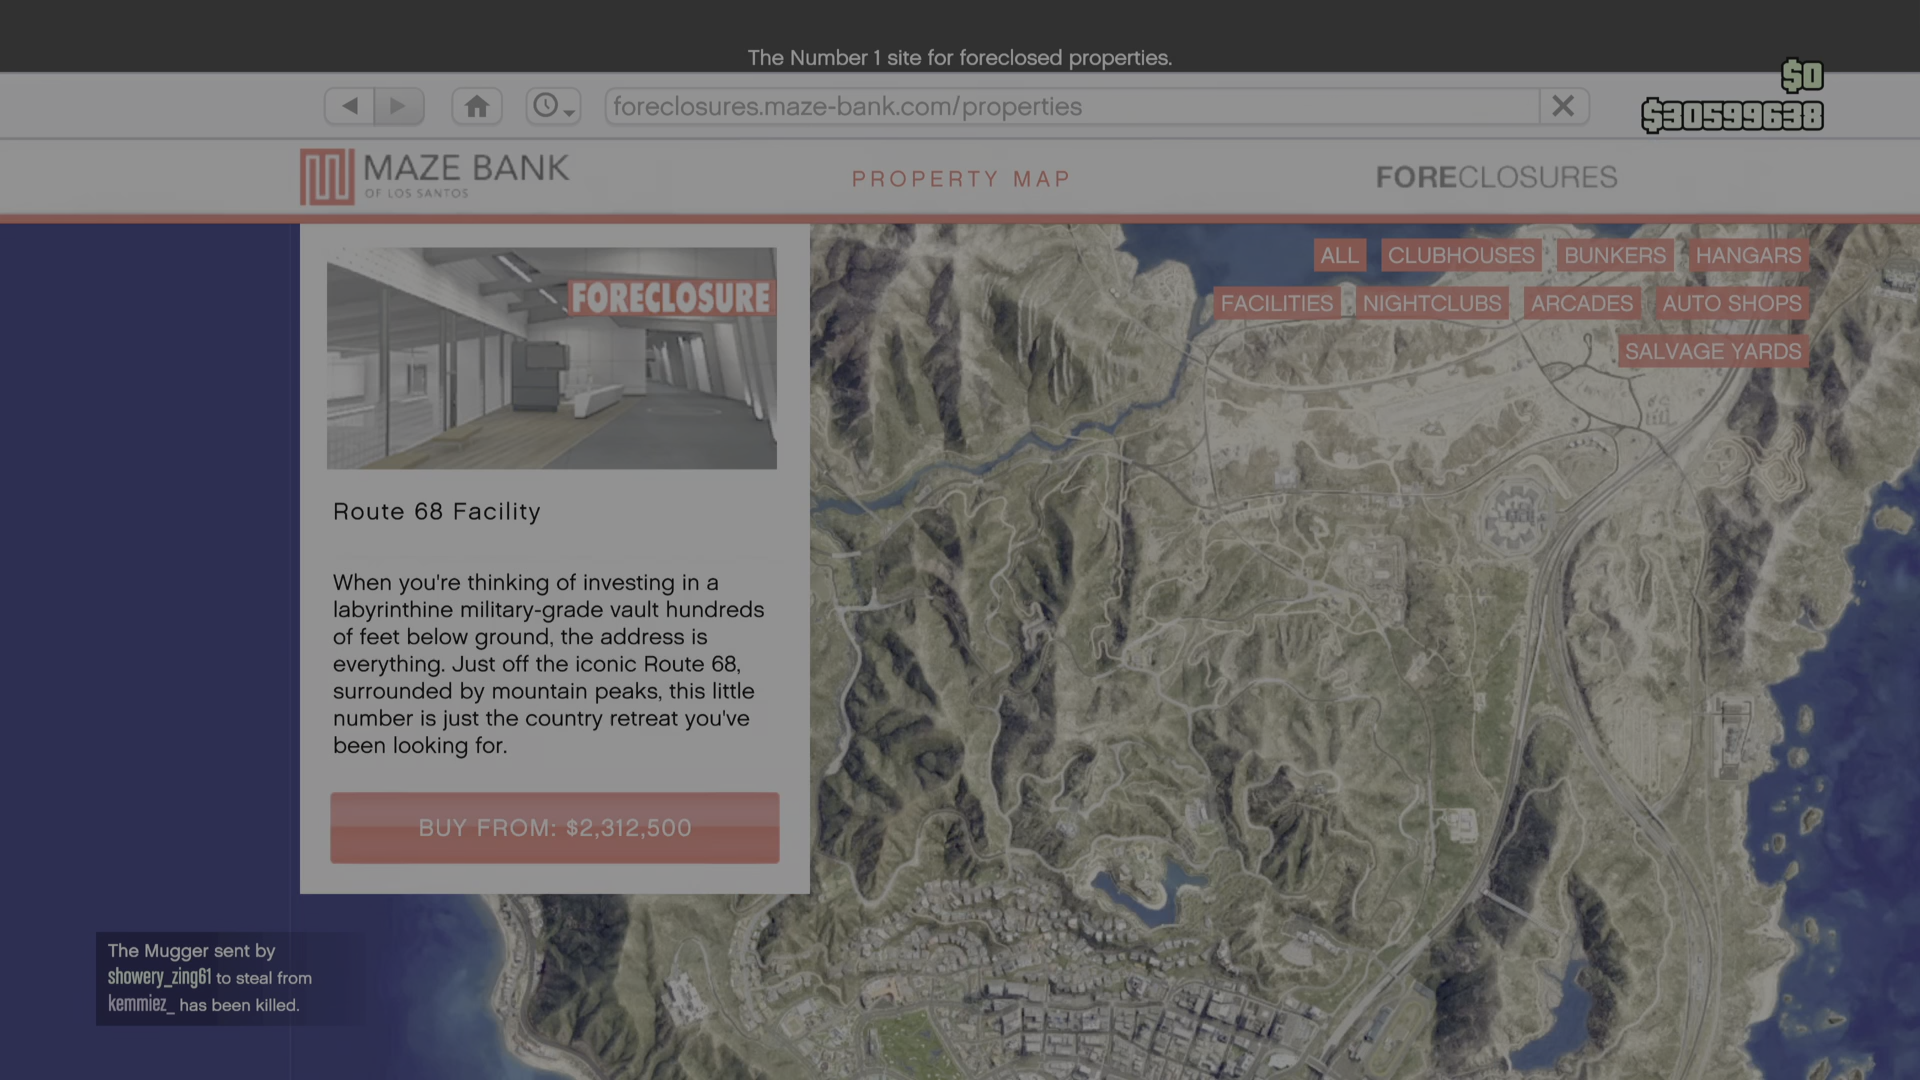 The Number 1 site for foreclosed properties.
$0
foreclosures.maze-bank.com/properties
$30599638
MAZE BANK
OF LOS SANTOS
PROPERTY MAP
FORECLOSURES
ALL CLUBHOUSES BUNKERS HANGARS
FACILITIES NIGHTCLUBS ARCADES AUTO SHOPS
SALVAGE YARDS
FORECLOSURE
Route 68 Facility
When you're thinking of investing in a
labyrinthine military-grade vault hundreds
of feet below ground, the address is
everything. Just off the iconic Route 68,
surrounded by mountain peaks, this little
number is just the country retreat you've
been looking for.
BUY FROM: $2,312,500
The Mugger sent by
showery_zing61 to steal from
kemmiez_ has been killed.